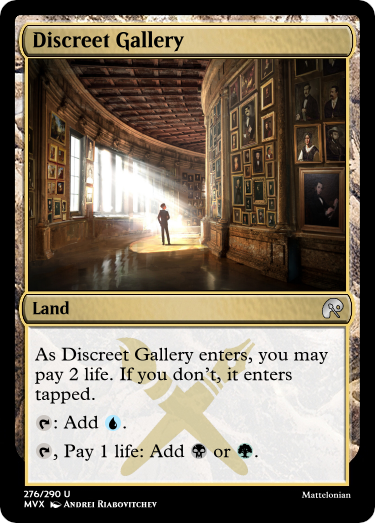 Discreet Gallery
Land
As Discreet Gallery enters, you may
pay 2 life. If you don't, it enters
tapped.
: Add .
, Pay 1 life: Add or .
276/290 U
MVX Andrei Riabovitchev
Mattelonian